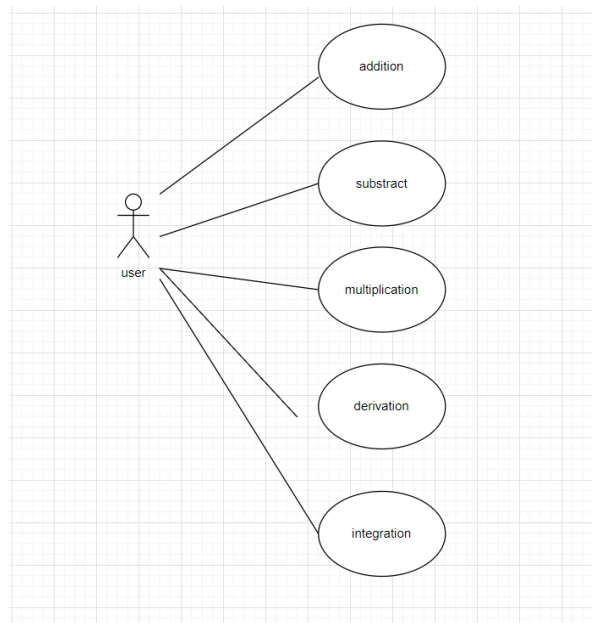 addition
substract
user
multiplication
derivation
integration